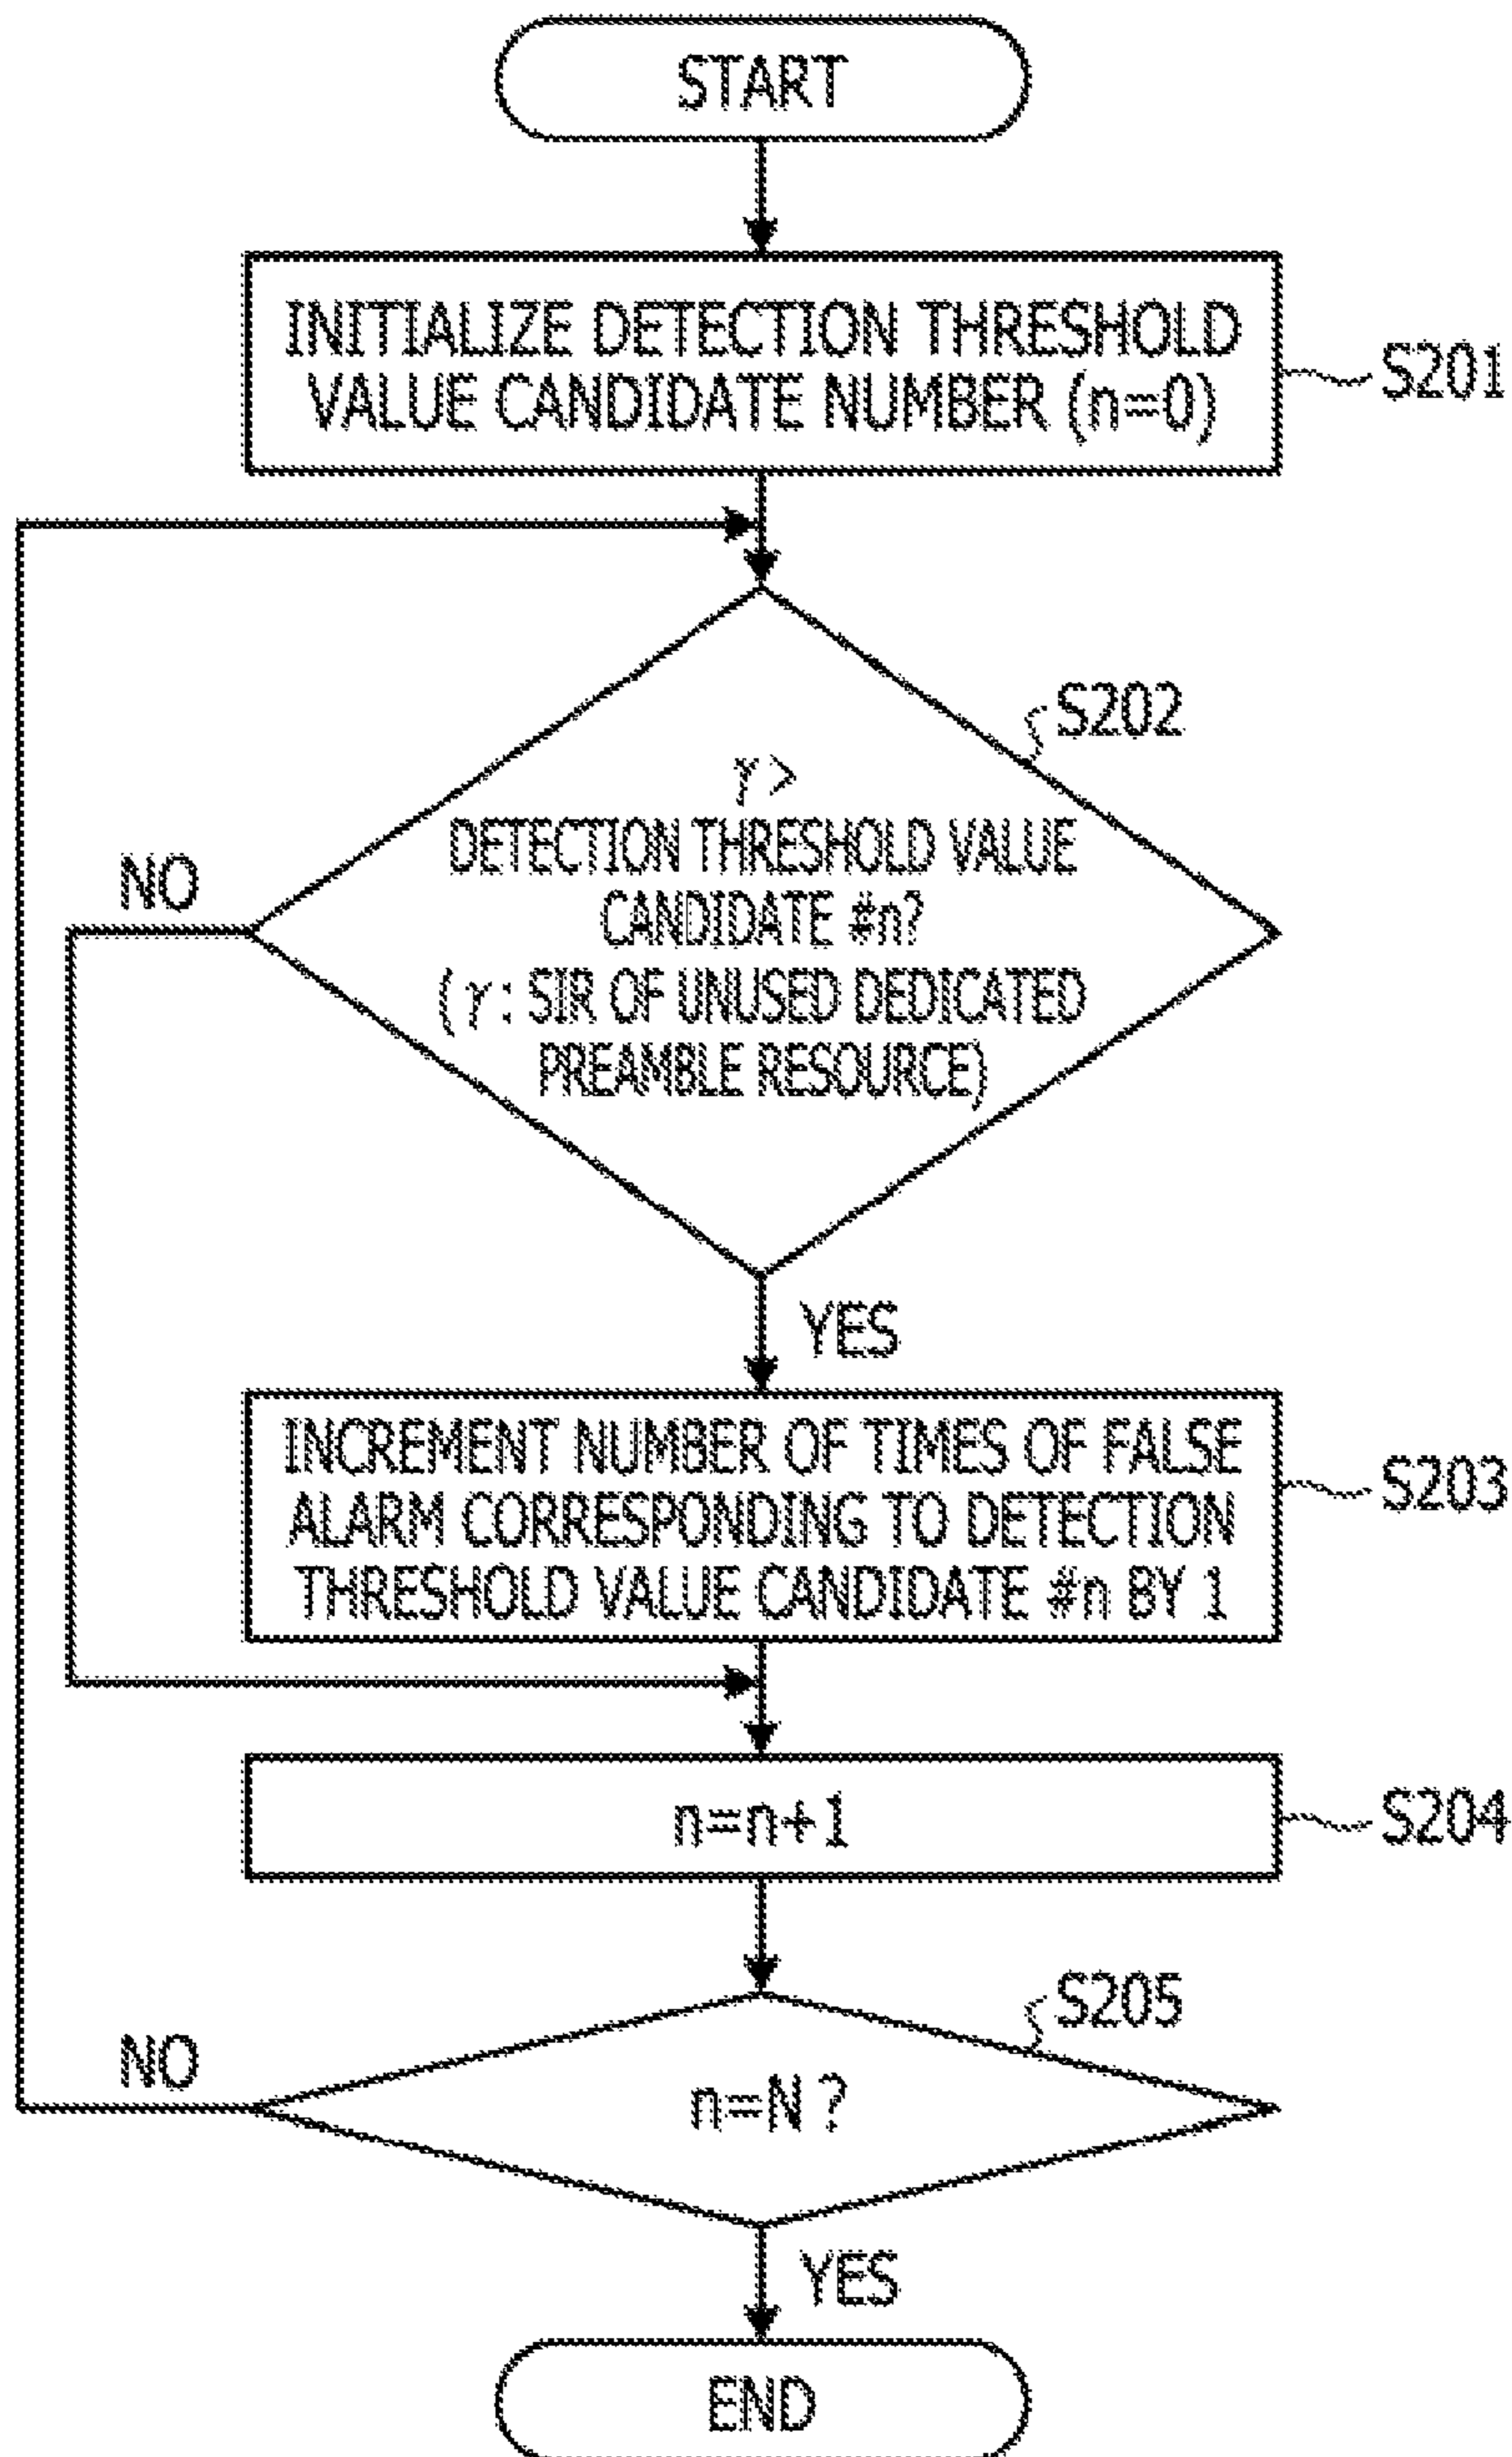 START
INITIALIZE DETECTION THRESHOLD
VALUE CANDIDATE NUMBER (n=0)
S201
S202
γ >
DETECTION THRESHOLD VALUE
CANDIDATE #n?
(γ : SIR OF UNUSED DEDICATED
PREAMBLE RESOURCE)
NO
YES
INCREMENT NUMBER OF TIMES OF FALSE
ALARM CORRESPONDING TO DETECTION
THRESHOLD VALUE CANDIDATE #n BY 1
S203
n=n+1
S204
S205
n=N ?
NO
YES
END